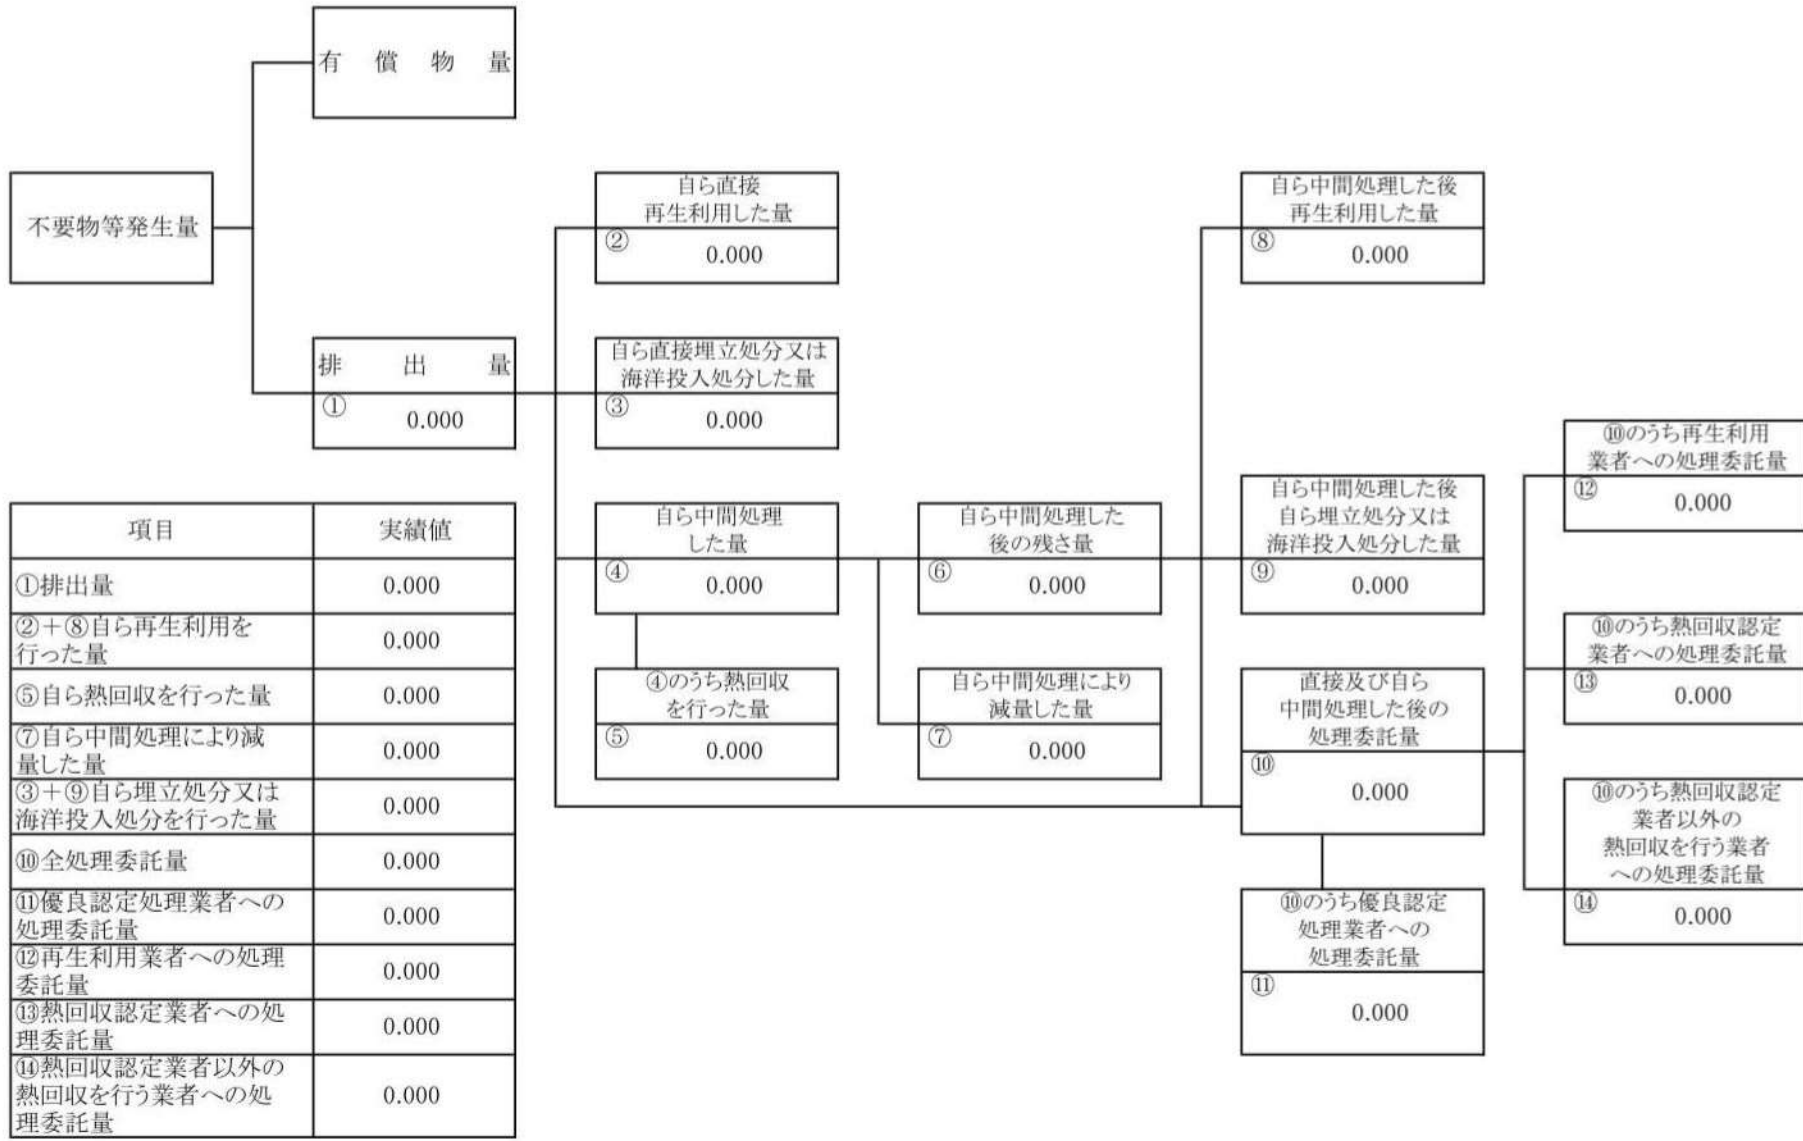 有償物量
不要物等発生量
排出量
①
0.000
自ら直接
再生利用した量
②
0.000
自ら直接埋立処分又は
海洋投入処分した量
③
0.000
自ら中間処理
した量
④
0.000
④のうち熱回収
を行った量
⑤
0.000
自ら中間処理した
後の残さ量
⑥
0.000
自ら中間処理により
減量した量
⑦
0.000
自ら中間処理した後
再生利用した量
⑧
0.000
自ら中間処理した後
自ら埋立処分又は
海洋投入処分した量
⑨
0.000
直接及び自ら
中間処理した後の
処理委託量
⑩
0.000
⑩のうち優良認定
処理業者への
処理委託量
⑪
0.000
⑩のうち再生利用
業者への処理委託量
⑫
0.000
⑩のうち熱回収認定
業者への処理委託量
⑬
0.000
⑩のうち熱回収認定
業者以外の
熱回収を行う業者
への処理委託量
⑭
0.000
項目 実績値
①排出量 0.000
②＋⑧自ら再生利用を
行った量
0.000
⑤自ら熱回収を行った量 0.000
⑦自ら中間処理により減
量した量
0.000
③＋⑨自ら埋立処分又は
海洋投入処分を行った量
0.000
⑩全処理委託量 0.000
⑪優良認定処理業者への
処理委託量
0.000
⑫再生利用業者への処理
委託量
0.000
⑬熱回収認定業者への処
理委託量
0.000
⑭熱回収認定業者以外の
熱回収を行う業者への処
理委託量
0.000